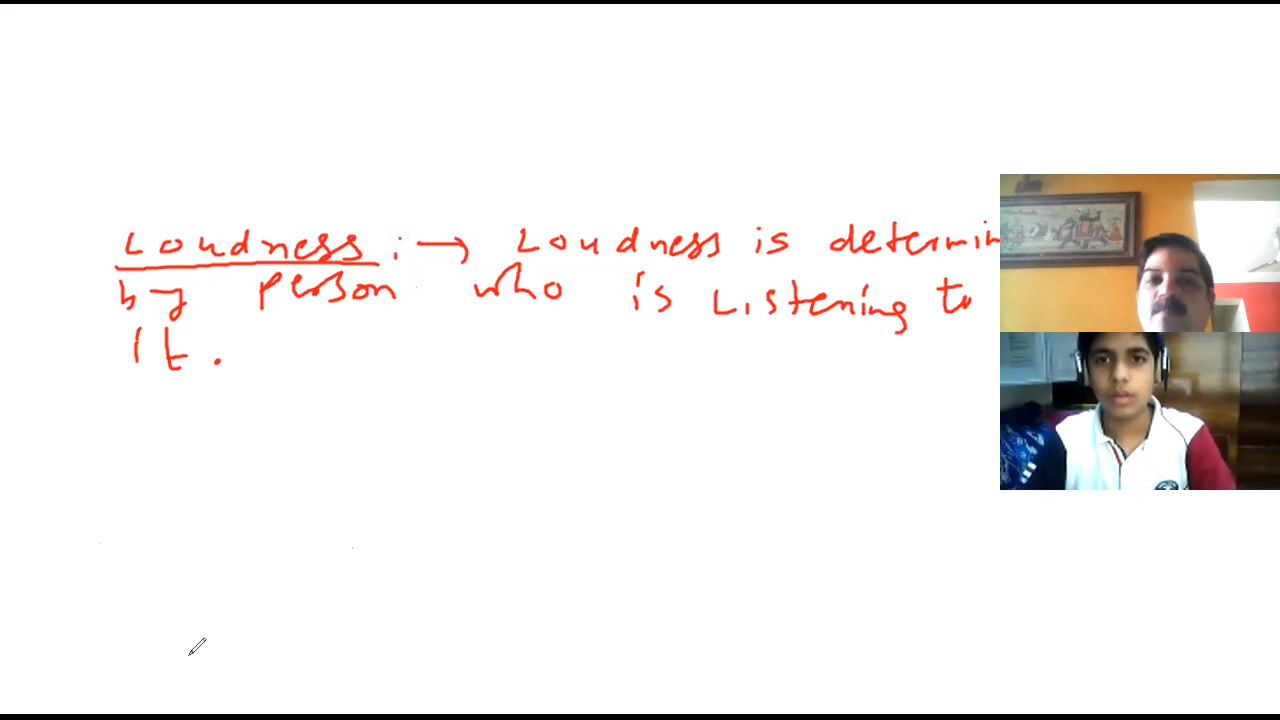 Loudness : → Loudness is determin
by person who is Listening to
it.